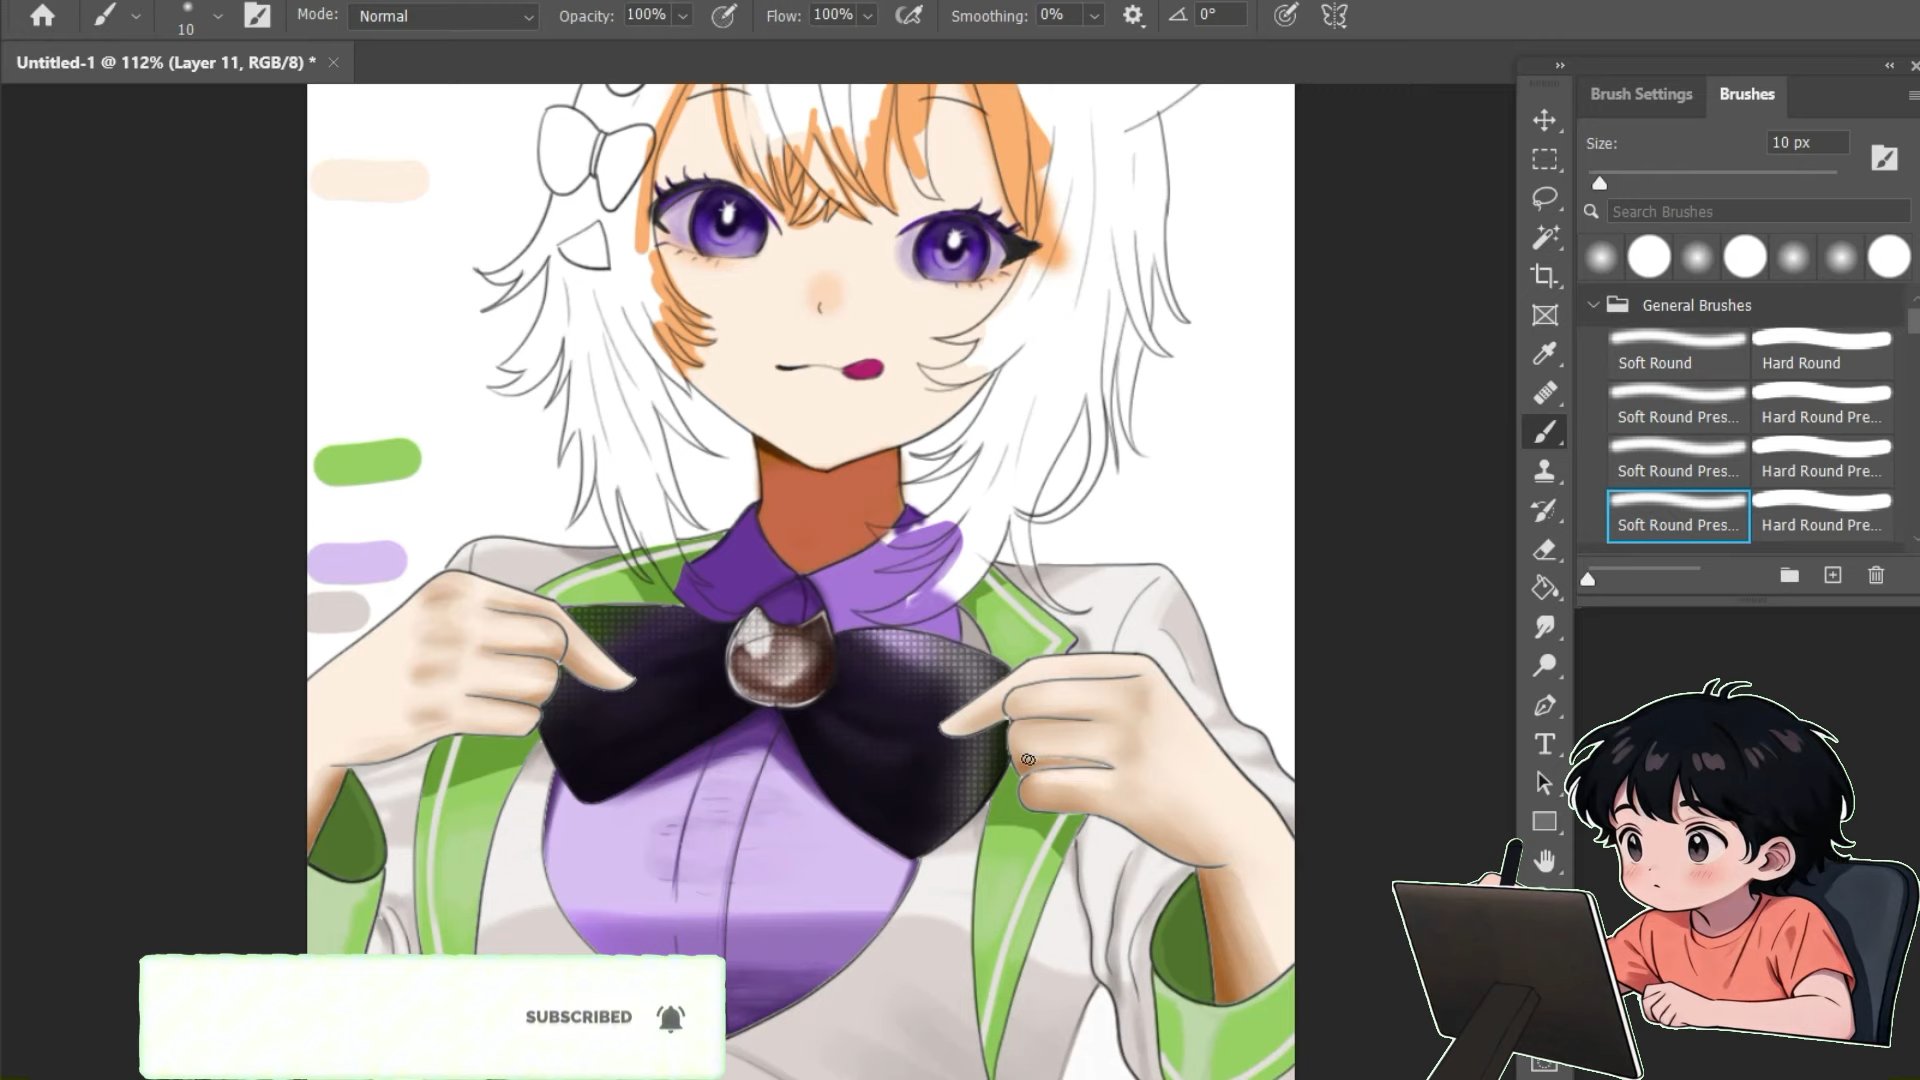 Mode: Normal Opacity: 100% Flow: 100% Smoothing: 0% 0°
10
Untitled-1 @ 112% (Layer 11, RGB/8) *
Brush Settings Brushes
Size: 10 px
Search Brushes
General Brushes
Soft Round Hard Round
Soft Round Pres... Hard Round Pre...
Soft Round Pres... Hard Round Pre...
Soft Round Pres... Hard Round Pre...
SUBSCRIBED